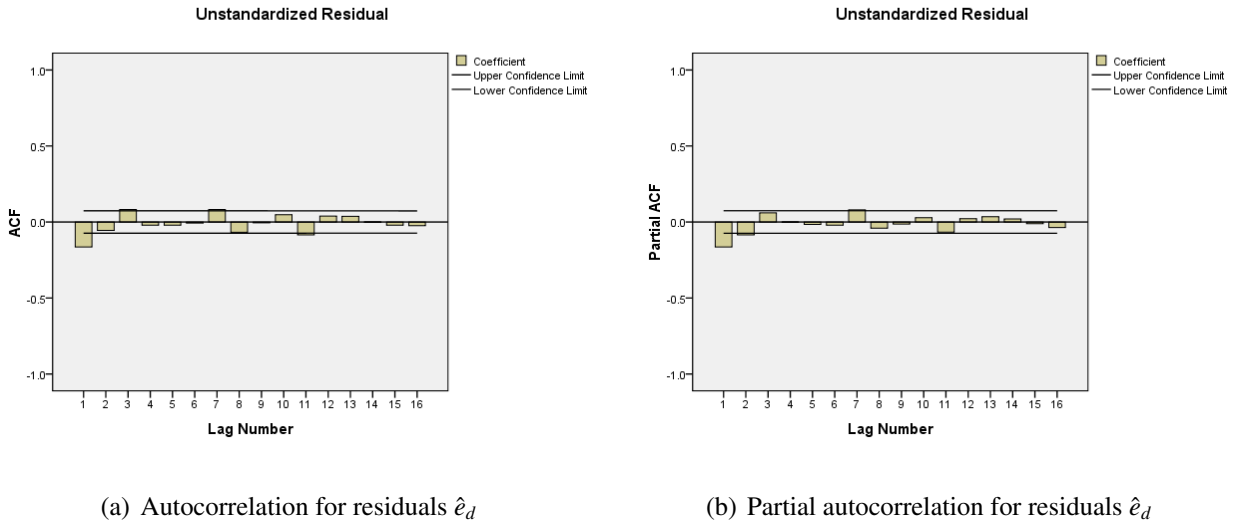 Unstandardized Residual
Coefficient
Upper Confidence Limit
Lower Confidence Limit
1.0
0.5
0.0
-0.5
-1.0
ACF
1 2 3 4 5 6 7 8 9 10 11 12 13 14 15 16
Lag Number
(a) Autocorrelation for residuals ê_d
Unstandardized Residual
Coefficient
Upper Confidence Limit
Lower Confidence Limit
1.0
0.5
0.0
-0.5
-1.0
Partial ACF
1 2 3 4 5 6 7 8 9 10 11 12 13 14 15 16
Lag Number
(b) Partial autocorrelation for residuals ê_d